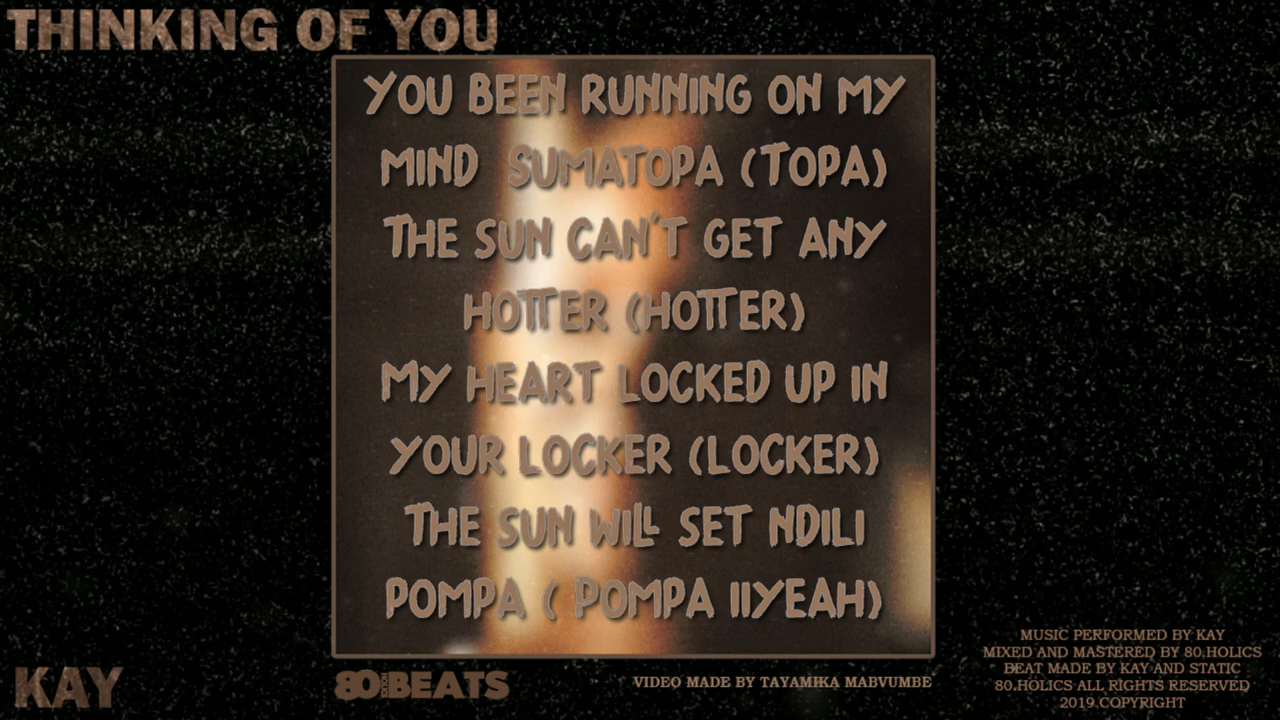 THINKING OF YOU
YOU BEEN RUNNING ON MY
MIND SUMATOPA (TOPA)
THE SUN CAN'T GET ANY
HOTTER (HOTTER)
MY HEART LOCKED UP IN
YOUR LOCKER (LOCKER)
THE SUN WILL SET NDILI
POMPA ( POMPA IIYEAH)
KAY
80 HOLICS BEATS
VIDEO MADE BY TAYAMIKA MABVUMBE
MUSIC PERFORMED BY KAY
MIXED AND MASTERED BY 80.HOLICS
BEAT MADE BY KAY AND STATIC
80.HOLICS ALL RIGHTS RESERVED
2019 COPYRIGHT